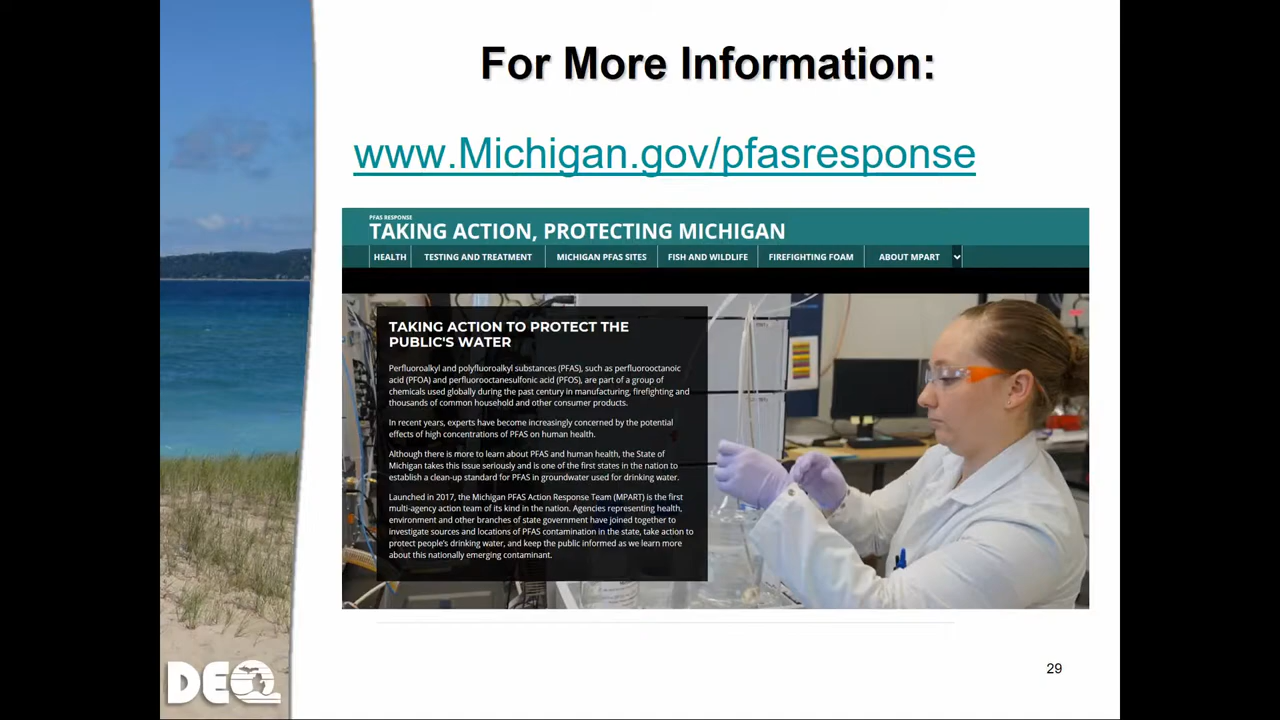 For More Information:
www.Michigan.gov/pfasresponse
PFAS RESPONSE
TAKING ACTION, PROTECTING MICHIGAN
HEALTH TESTING AND TREATMENT MICHIGAN PFAS SITES FISH AND WILDLIFE FIREFIGHTING FOAM ABOUT MPART
TAKING ACTION TO PROTECT THE
PUBLIC'S WATER
Perfluoroalkyl and polyfluoroalkyl substances (PFAS), such as perfluorooctanoic
acid (PFOA) and perfluorooctanesulfonic acid (PFOS), are part of a group of
chemicals used globally during the past century in manufacturing, firefighting and
thousands of common household and other consumer products.
In recent years, experts have become increasingly concerned by the potential
effects of high concentrations of PFAS on human health.
Although there is more to learn about PFAS and human health, the State of
Michigan takes this issue seriously and is one of the first states in the nation to
establish a clean-up standard for PFAS in groundwater used for drinking water.
Launched in 2017, the Michigan PFAS Action Response Team (MPART) is the first
multi-agency action team of its kind in the nation. Agencies representing health,
environment and other branches of state government have joined together to
investigate sources and locations of PFAS contamination in the state, take action to
protect people's drinking water, and keep the public informed as we learn more
about this nationally emerging contaminant.
DEQ
29